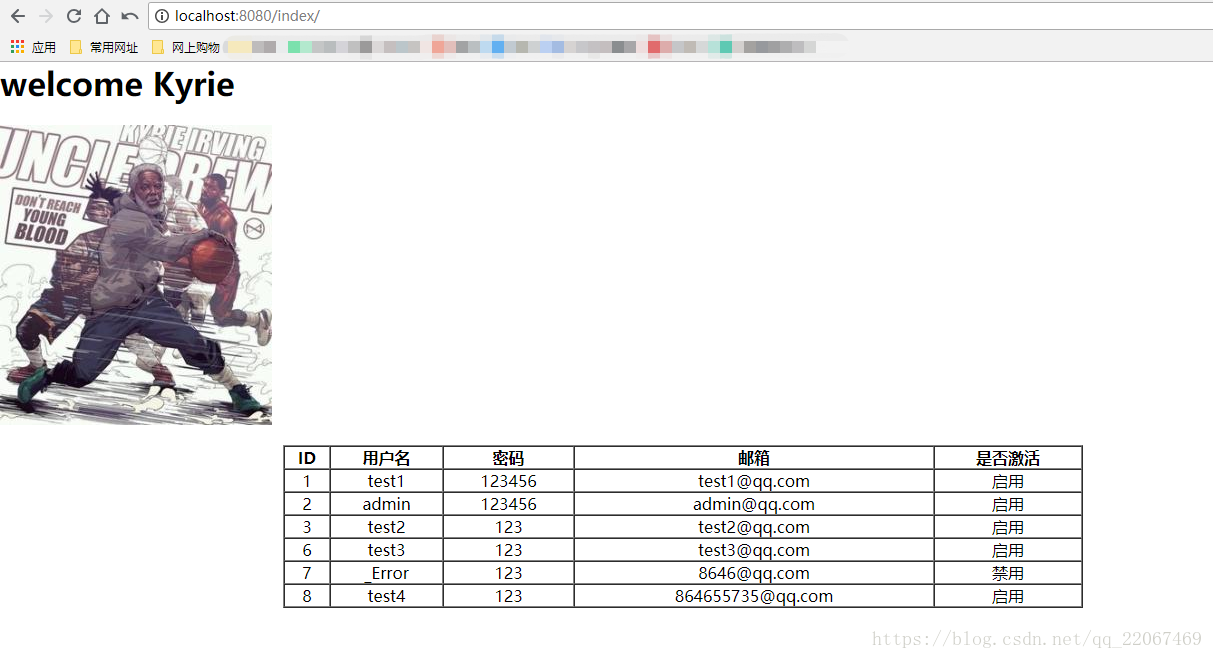 localhost:8080/index/
应用 常用网址 网上购物
welcome Kyrie
KYRIE IRVING
UNCLE DREW
DON'T REACH
YOUNG
BLOOD
ID 用户名 密码 邮箱 是否激活
1 test1 123456 test1@qq.com 启用
2 admin 123456 admin@qq.com 启用
3 test2 123 test2@qq.com 启用
6 test3 123 test3@qq.com 启用
7 _Error 123 8646@qq.com 禁用
8 test4 123 864655735@qq.com 启用
https://blog.csdn.net/qq_22067469